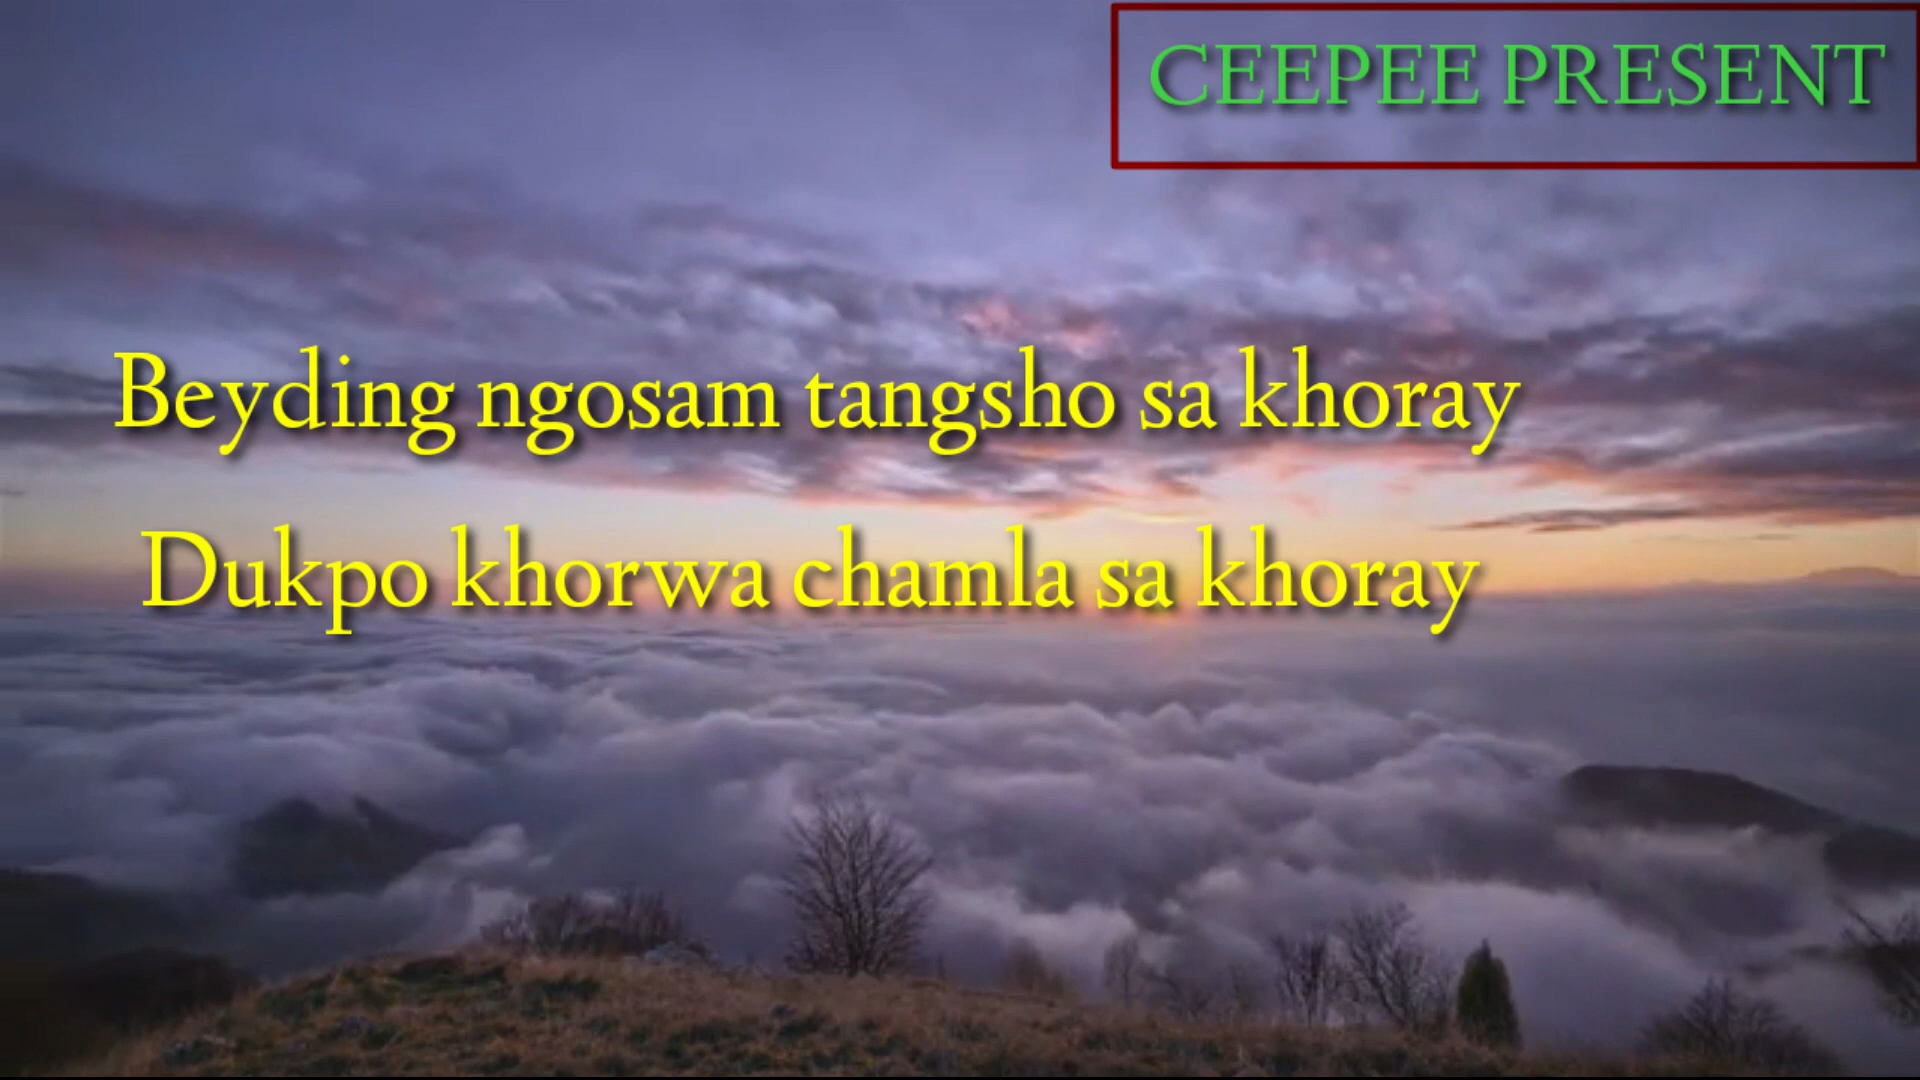 CEEPEE PRESENT
Beyding ngosam tangsho sa khoray
Dukpo khorwa chamla sa khoray